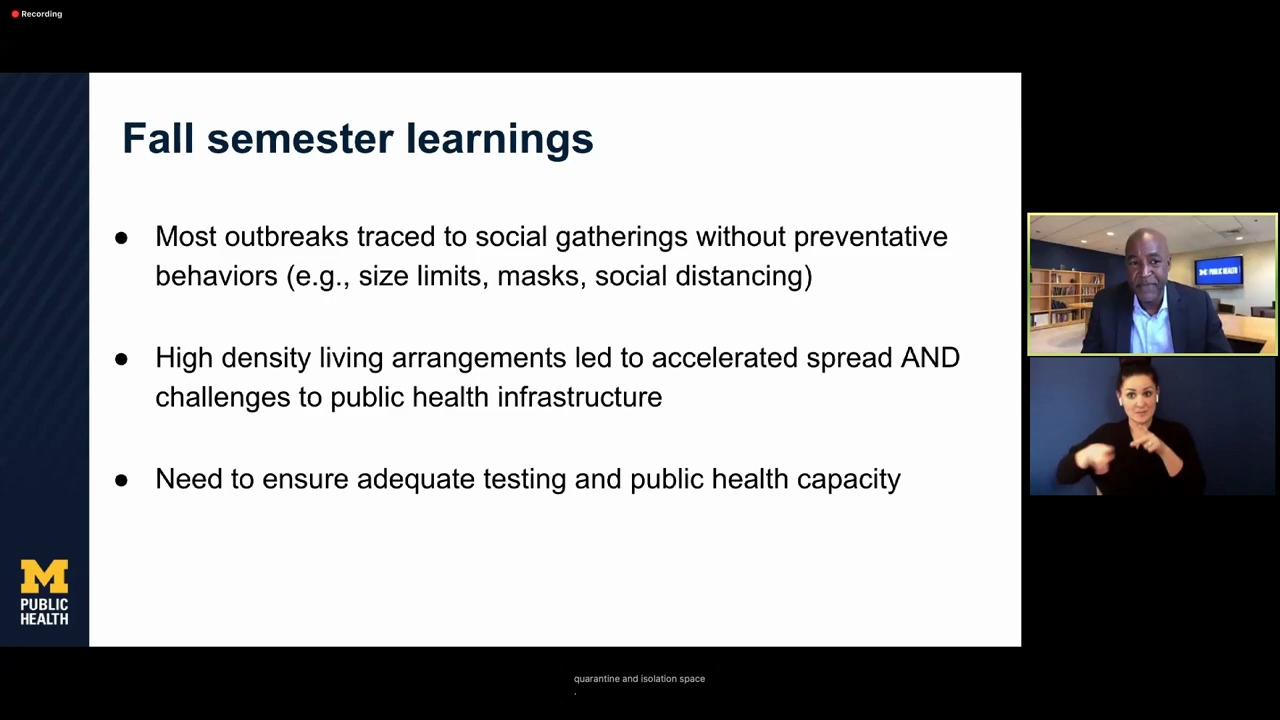 Recording
Fall semester learnings
● Most outbreaks traced to social gatherings without preventative
behaviors (e.g., size limits, masks, social distancing)
● High density living arrangements led to accelerated spread AND
challenges to public health infrastructure
● Need to ensure adequate testing and public health capacity
M PUBLIC HEALTH
M
PUBLIC
HEALTH
quarantine and isolation space
.